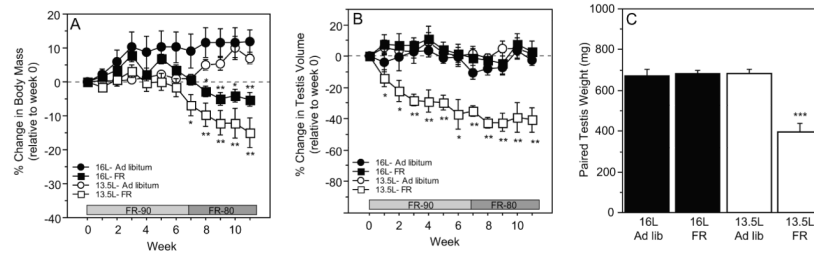 A
% Change in Body Mass
(relative to week 0)
20
10
0
-10
-20
-30
-40
* ** * **
* ** ** ** **
16L- Ad libitum
16L- FR
13.5L- Ad libitum
13.5L- FR
FR-90 FR-80
0 2 4 6 8 10
Week
B
% Change in Testis Volume
(relative to week 0)
20
0
-20
-40
-60
-80
* ** ** ** ** * ** ** ** ** **
16L- Ad libitum
16L- FR
13.5L- Ad libitum
13.5L- FR
FR-90 FR-80
0 2 4 6 8 10
Week
C
Paired Testis Weight (mg)
1000
800
600
400
200
0
***
16L 16L 13.5L 13.5L
Ad lib FR Ad lib FR